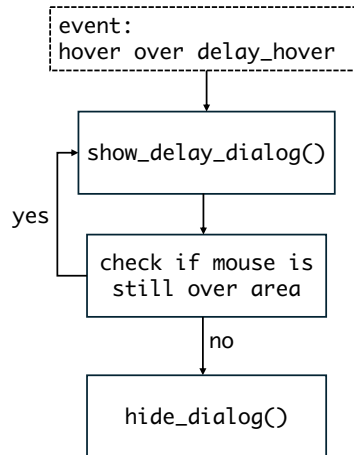 event:
hover over delay_hover
show_delay_dialog()
yes
check if mouse is
still over area
no
hide_dialog()